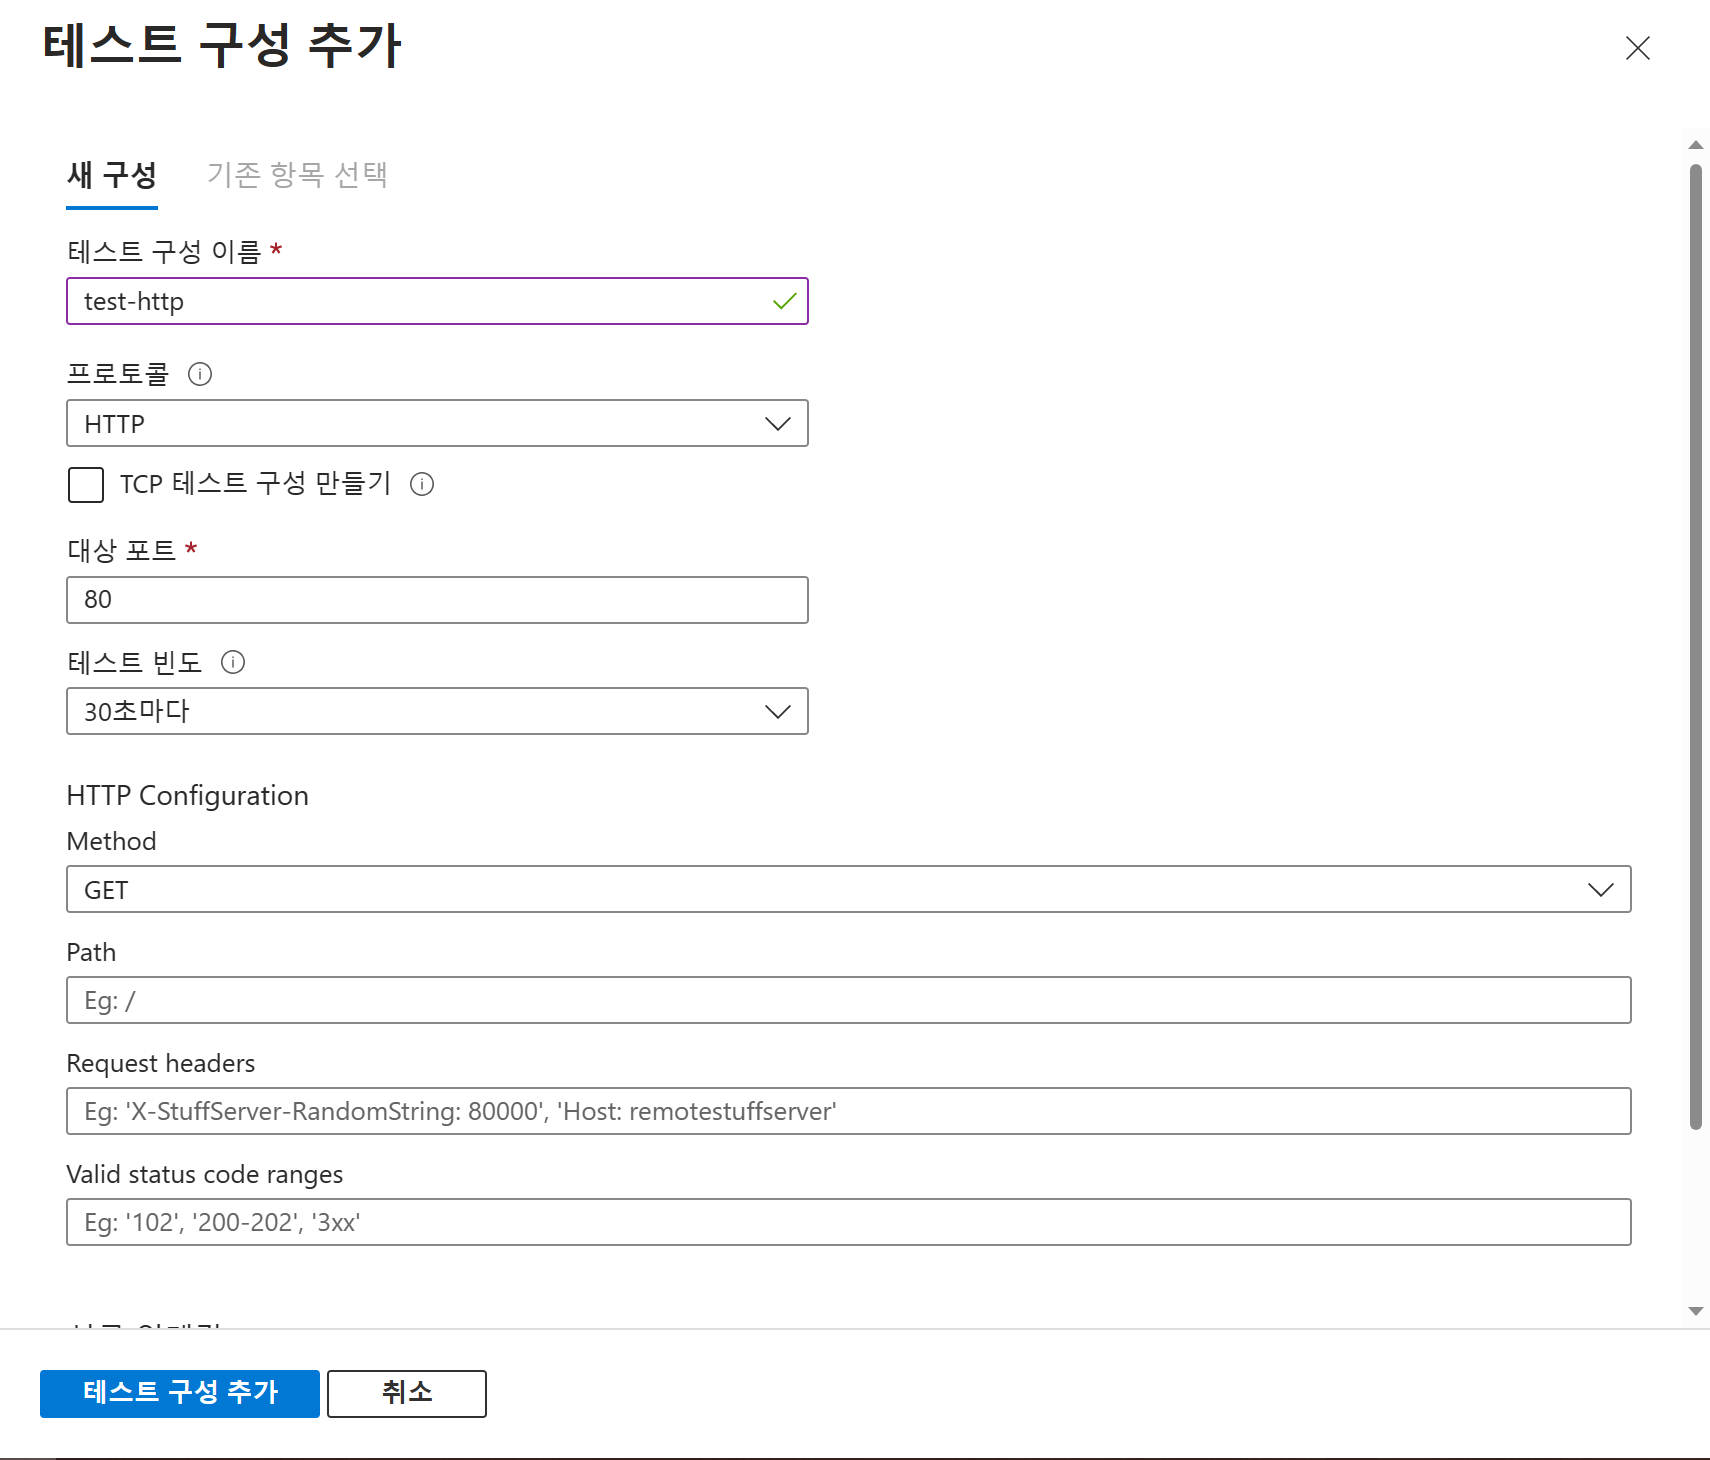 테스트 구성 추가
새 구성 기존 항목 선택
테스트 구성 이름 *
test-http
프로토콜
HTTP
TCP 테스트 구성 만들기
대상 포트 *
80
테스트 빈도
30초마다
HTTP Configuration
Method
GET
Path
Eg: /
Request headers
Eg: 'X-StuffServer-RandomString: 80000', 'Host: remotestuffserver'
Valid status code ranges
Eg: '102', '200-202', '3xx'
테스트 구성 추가 취소